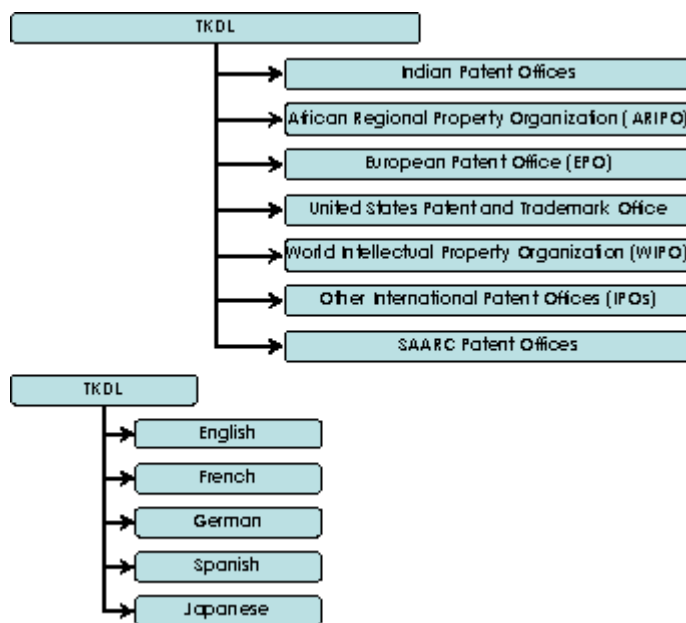 TKDL
Indian Patent Offices
African Regional Property Organization ( ARIPO)
European Patent Office (EPO)
United States Patent and Trademark Office
World Intellectual Property Organization (WIPO)
Other International Patent Offices (IPOs)
SAARC Patent Offices
TKDL
English
French
German
Spanish
Japanese